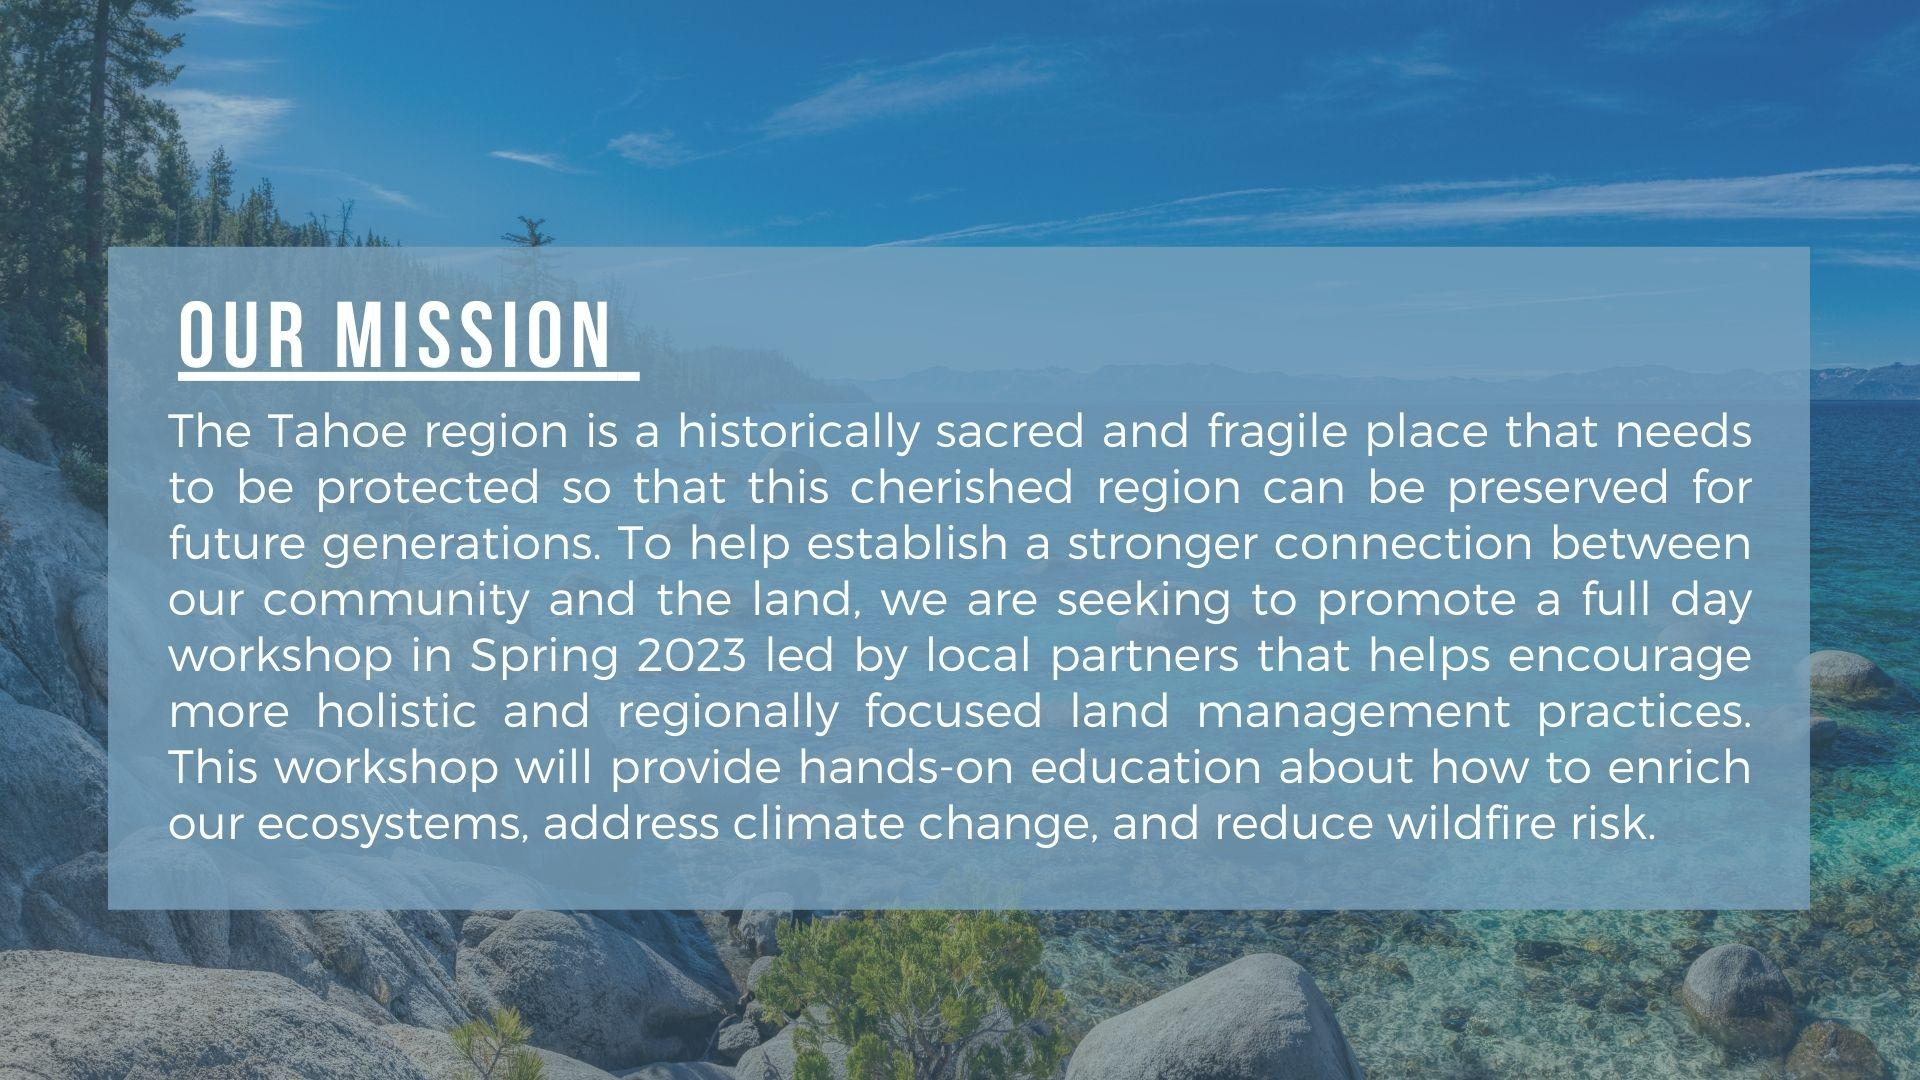 OUR MISSION
The Tahoe region is a historically sacred and fragile place that needs
to be protected so that this cherished region can be preserved for
future generations. To help establish a stronger connection between
our community and the land, we are seeking to promote a full day
workshop in Spring 2023 led by local partners that helps encourage
more holistic and regionally focused land management practices.
This workshop will provide hands-on education about how to enrich
our ecosystems, address climate change, and reduce wildfire risk.